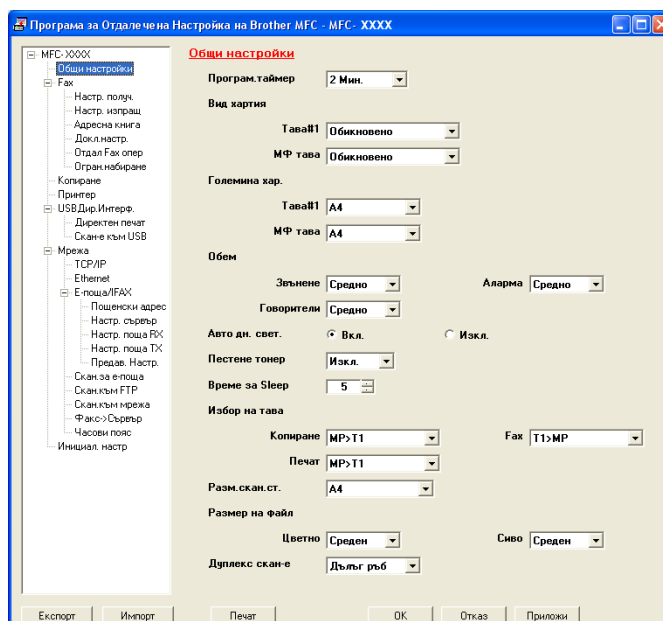 Програма за Отдалечена Настройка на Brother MFC - MFC- XXXX
MFC-XXXX
Общи настройки
Fax
Настр. получ.
Настр. изпращ
Адресна книга
Докл.настр.
Отдал Fax опер
Огран.набиране
Копиране
Принтер
USBДир.Интерф.
Директен печат
Скан-е към USB
Мрежа
TCP/IP
Ethernet
Е-поща/IFAX
Пощенски адрес
Настр. сървър
Настр. поща RX
Настр. поща TX
Предав. Настр.
Скан.за е-поща
Скан.към FTP
Скан.към мрежа
Факс->Сървър
Часови пояс
Инициал. настр
Общи настройки
Програм.таймер 2 Мин.
Вид хартия
Тава#1 Обикновено
МФ тава Обикновено
Големина хар.
Тава#1 A4
МФ тава A4
Обем
Звънене Средно Аларма Средно
Говорители Средно
Авто дн. свет. Вкл. Изкл.
Пестене тонер Изкл.
Време за Sleep 5
Избор на тава
Копиране MP>T1 Fax T1>MP
Печат MP>T1
Разм.скан.ст. A4
Размер на файл
Цветно Среден Сиво Среден
Дуплекс скан-е Дълъг ръб
Експорт Импорт Печат OK Отказ Приложи